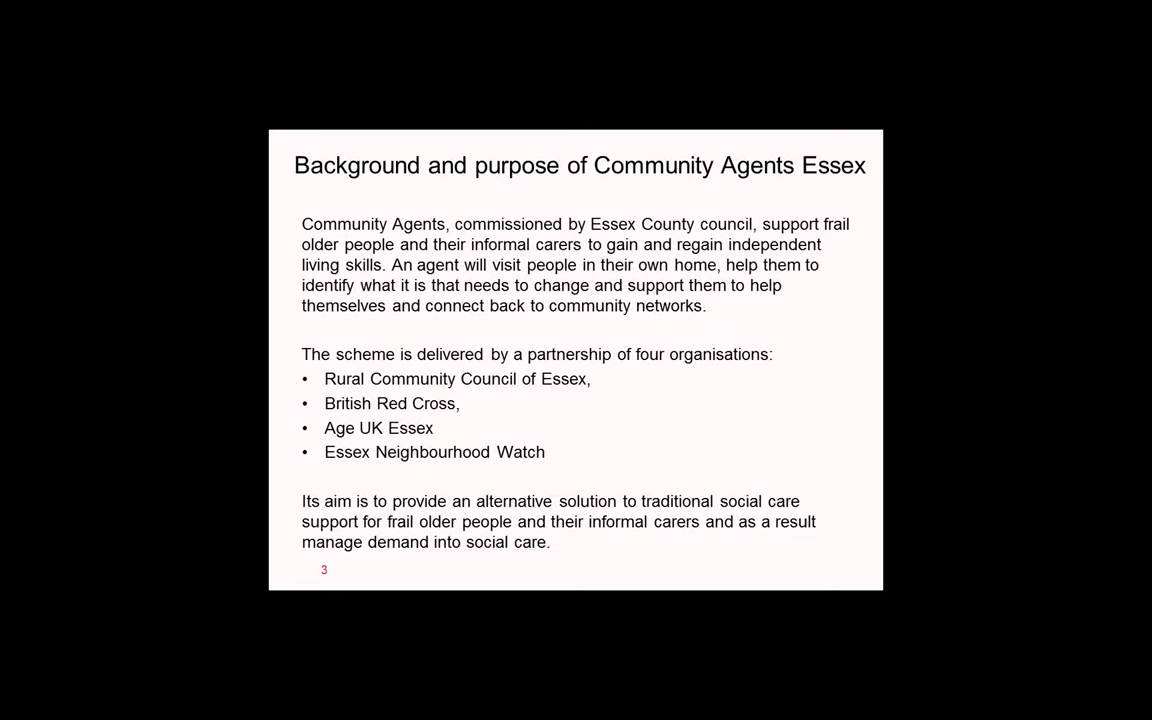 Background and purpose of Community Agents Essex
Community Agents, commissioned by Essex County council, support frail
older people and their informal carers to gain and regain independent
living skills. An agent will visit people in their own home, help them to
identify what it is that needs to change and support them to help
themselves and connect back to community networks.
The scheme is delivered by a partnership of four organisations:
• Rural Community Council of Essex,
• British Red Cross,
• Age UK Essex
• Essex Neighbourhood Watch
Its aim is to provide an alternative solution to traditional social care
support for frail older people and their informal carers and as a result
manage demand into social care.
3